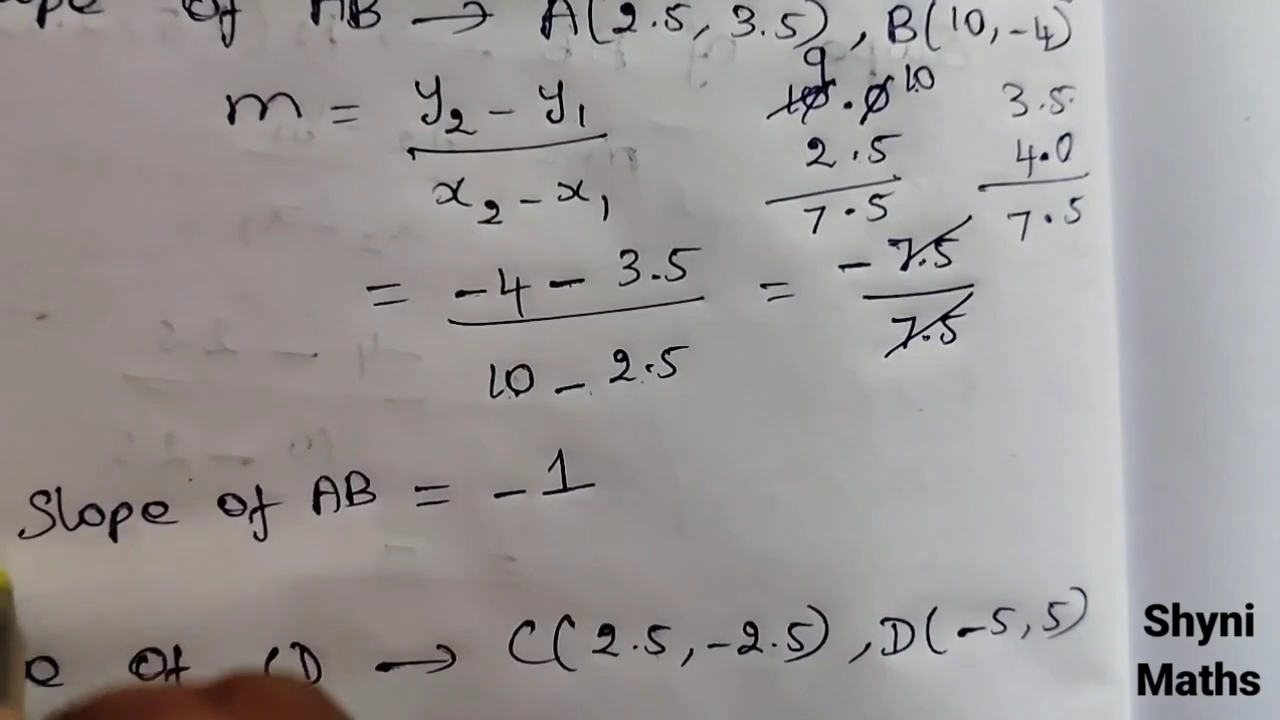 Of AB → A(2.5, 3.5), B(10, -4)
m = y₂ - y₁ / x₂ - x₁
9
10.0 10
2.5
7.5
3.5
4.0
7.5
= -4 - 3.5 / 10 - 2.5 = - 7.5 / 7.5
Slope of AB = -1
Of CD → C(2.5, -2.5), D(-5, 5)
Shyni
Maths